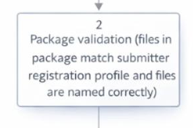 2
Package validation (files in
package match submitter
registration profile and files
are named correctly)